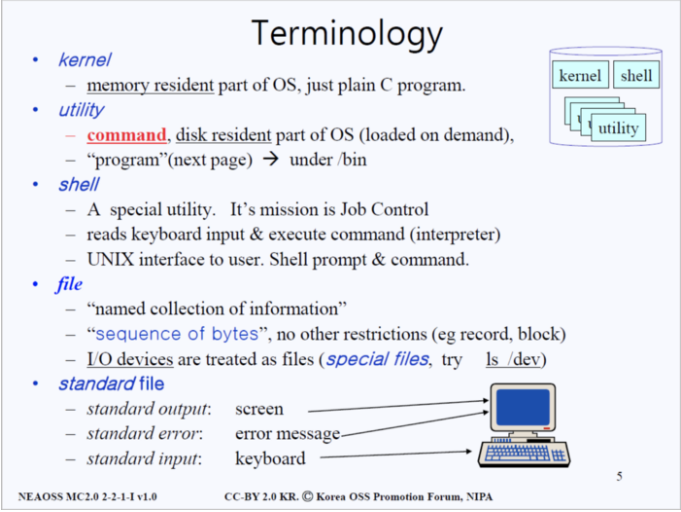 Terminology
• kernel
– memory resident part of OS, just plain C program.
• utility
– command, disk resident part of OS (loaded on demand),
– “program”(next page) → under /bin
• shell
– A special utility. It’s mission is Job Control
– reads keyboard input & execute command (interpreter)
– UNIX interface to user. Shell prompt & command.
• file
– “named collection of information”
– “sequence of bytes”, no other restrictions (eg record, block)
– I/O devices are treated as files (special files, try ls /dev)
• standard file
– standard output: screen
– standard error: error message
– standard input: keyboard
kernel shell
utility
5
NEAOSS MC2.0 2-2-1-I v1.0 CC-BY 2.0 KR. Ⓒ Korea OSS Promotion Forum, NIPA